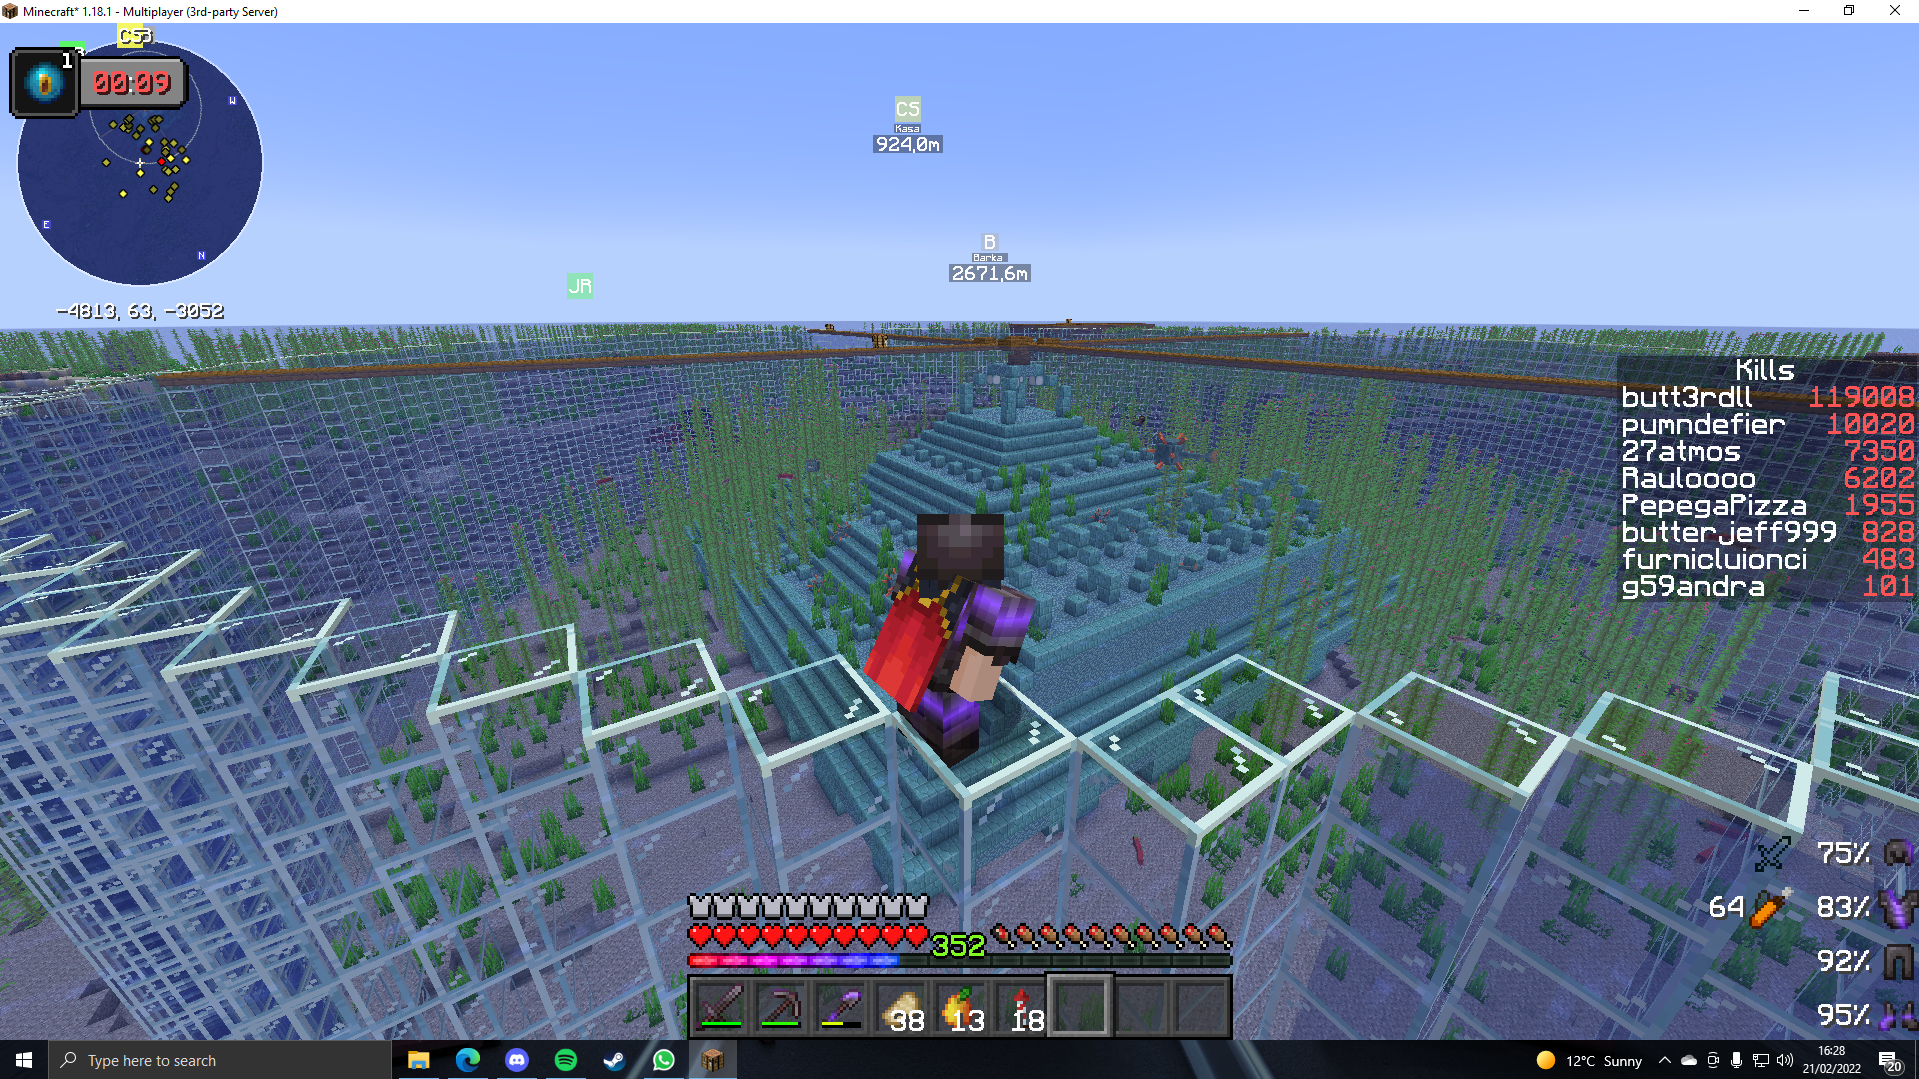 Minecraft* 1.18.1 - Multiplayer (3rd-party Server)
CS
1
00:09
W
E
N
-4813, 63, -3052
CS
Kasa
924,0m
B
Barka
2671,6m
JR
Kills
butt3rdll 119008
pumndefier 10020
27atmos 7350
Rauloooo 6202
PepegaPizza 1955
butterjeff999 828
furnicluionci 483
g59andra 101
75%
64 83%
92%
95%
352
38 13 18
Type here to search
12°C Sunny
16:28
21/02/2022
20